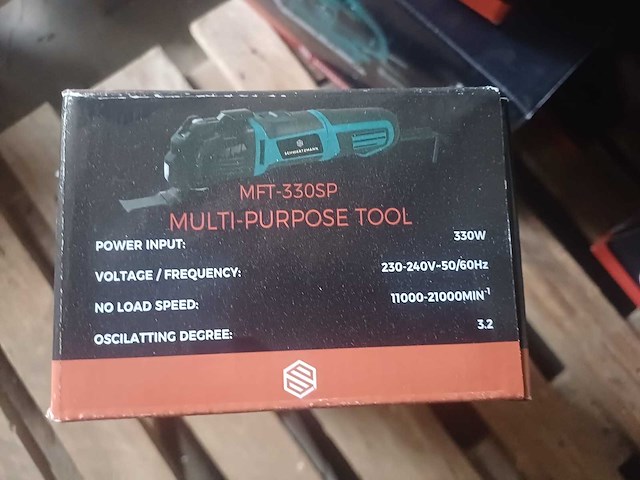 SCHWARTZMANN
MFT-330SP
MULTI-PURPOSE TOOL
POWER INPUT: 330W
VOLTAGE / FREQUENCY: 230-240V~50/60Hz
NO LOAD SPEED: 11000-21000MIN⁻¹
OSCILATTING DEGREE: 3.2